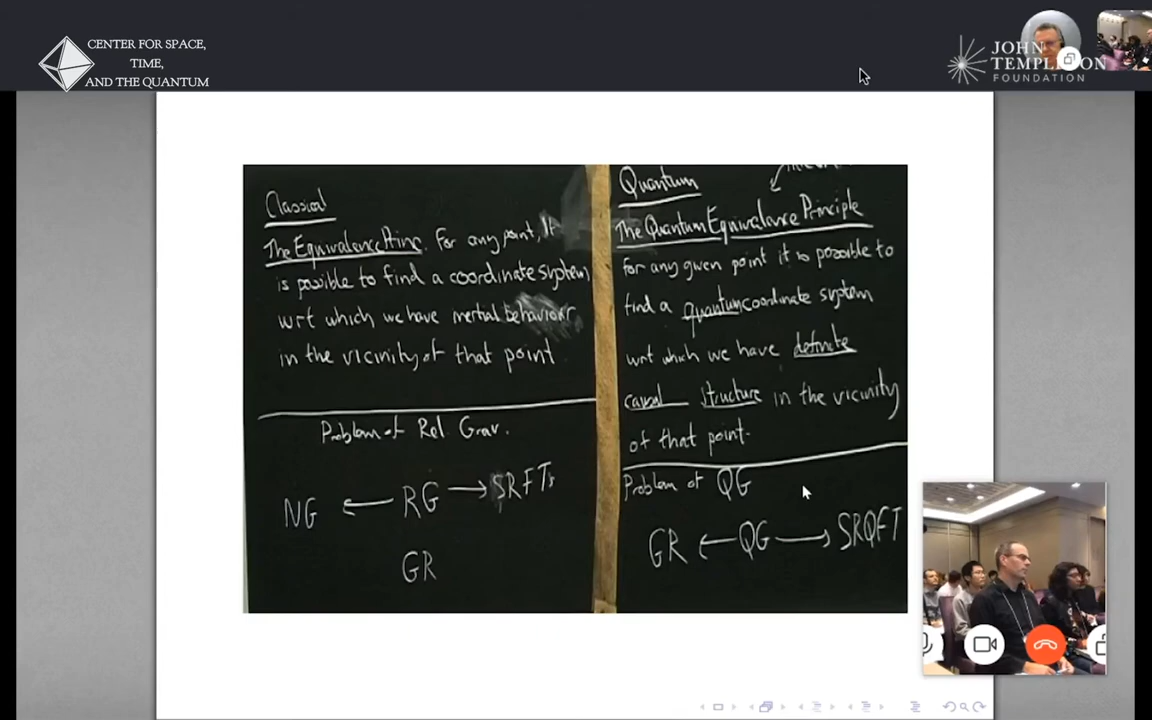 CENTER FOR SPACE,
TIME,
AND THE QUANTUM
JOHN
TEMPLETON
FOUNDATION
Classical
The Equivalence Princ. For any point, it
is possible to find a coordinate system
wrt which we have inertial behaviour
in the vicinity of that point
Problem of Rel. Grav.
NG ← RG → SRFTs
GR
Quantum
The Quantum Equivalence Principle
for any given point it is possible to
find a quantum coordinate system
wrt which we have definite
causal structure in the vicinity
of that point.
Problem of QG
GR ← QG → SRQFT